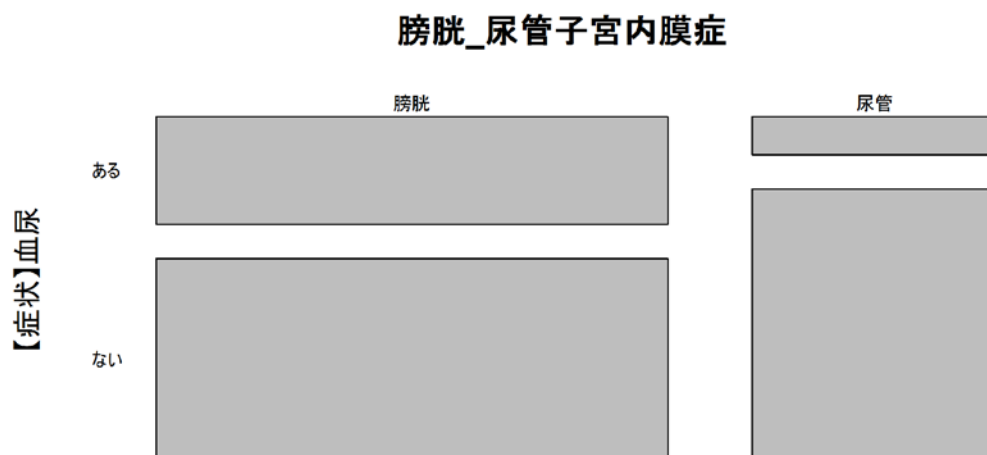 膀胱_尿管子宮内膜症
膀胱
尿管
ある
【症状】血尿
ない